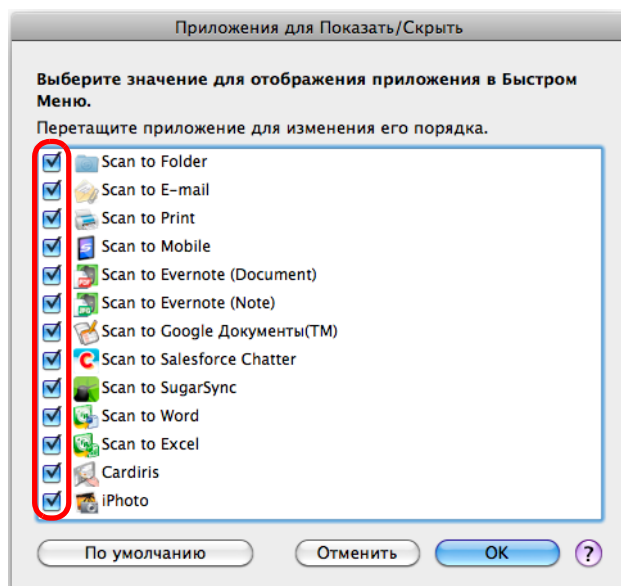 Приложения для Показать/Скрыть
Выберите значение для отображения приложения в Быстром
Меню.
Перетащите приложение для изменения его порядка.
Scan to Folder
Scan to E-mail
Scan to Print
Scan to Mobile
Scan to Evernote (Document)
Scan to Evernote (Note)
Scan to Google Документы(TM)
Scan to Salesforce Chatter
Scan to SugarSync
Scan to Word
Scan to Excel
Cardiris
iPhoto
По умолчанию Отменить OK ?